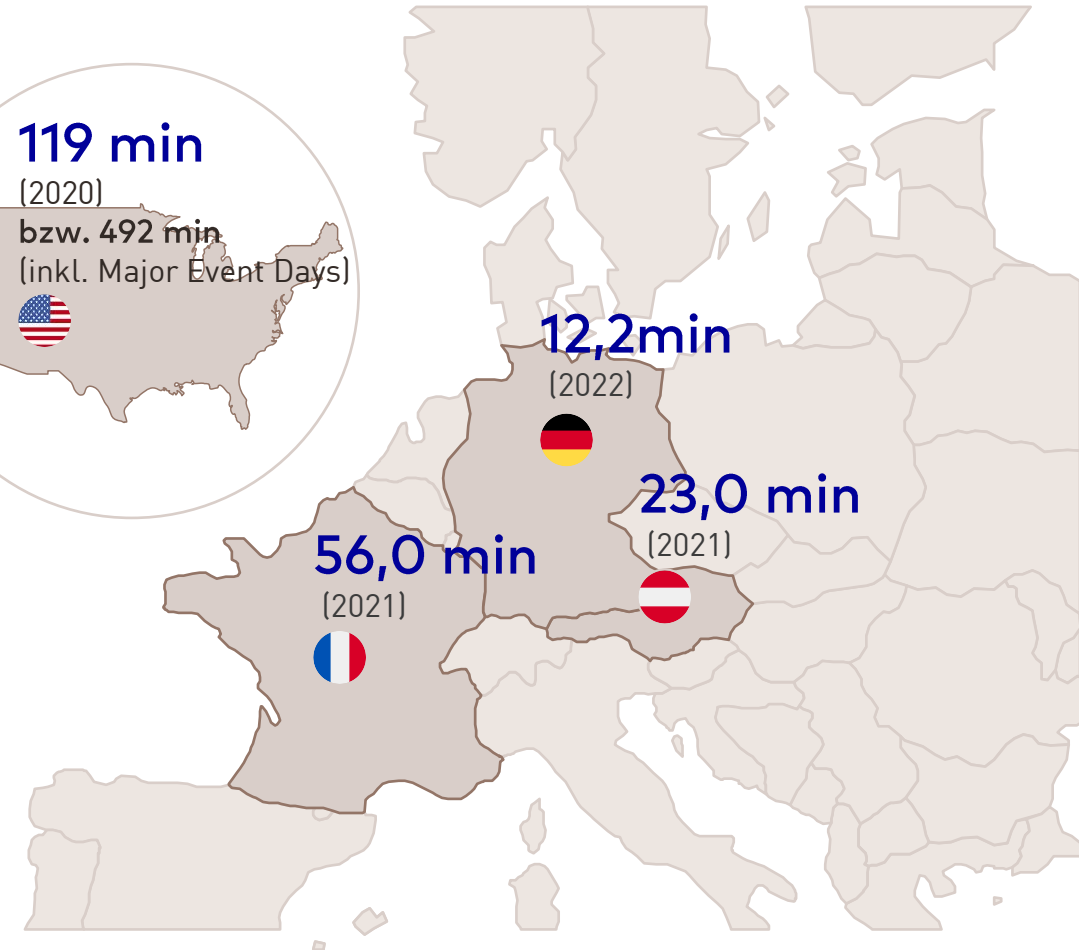 119 min
(2020)
bzw. 492 min
(inkl. Major Event Days)
12,2min
(2022)
23,0 min
(2021)
56,0 min
(2021)